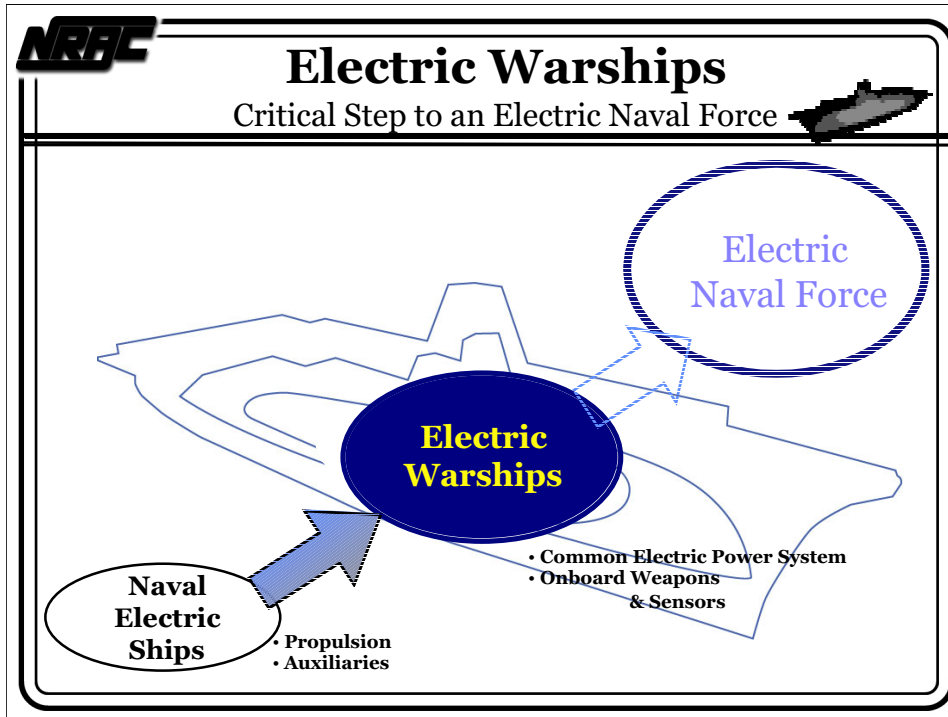 NRAC
Electric Warships
Critical Step to an Electric Naval Force
Electric
Naval Force
Electric
Warships
• Common Electric Power System
• Onboard Weapons
& Sensors
Naval
Electric
Ships
• Propulsion
• Auxiliaries